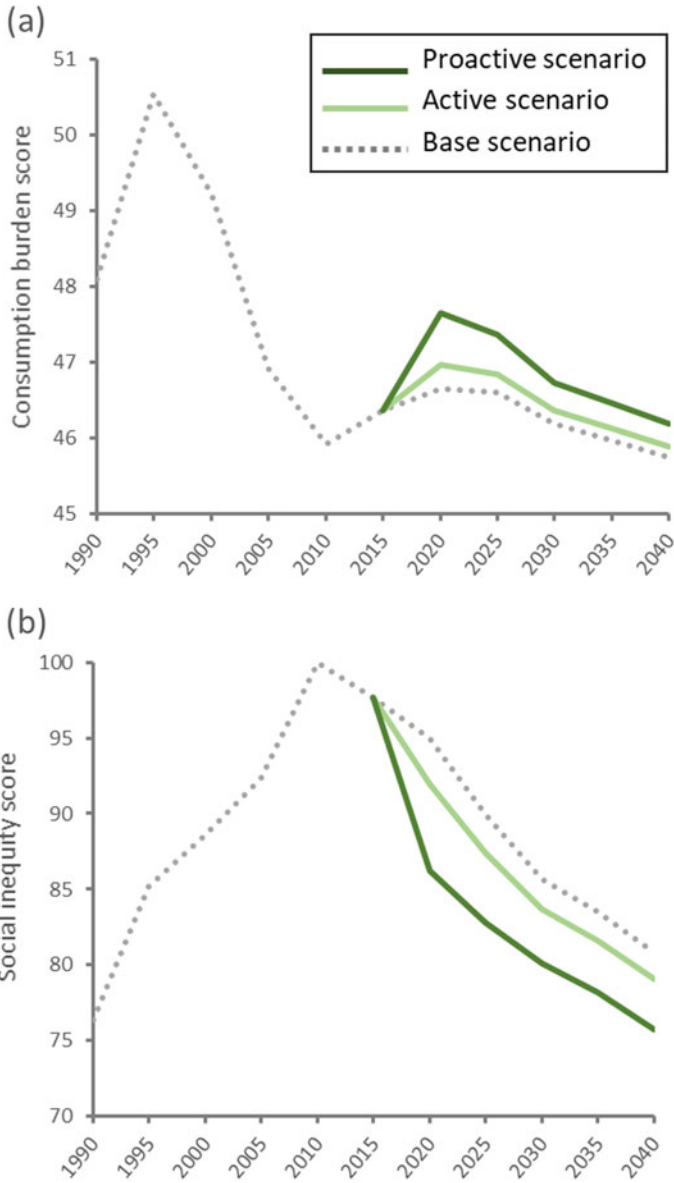 (a)
Proactive scenario
Active scenario
Base scenario
Consumption burden score
51
50
49
48
47
46
45
1990 1995 2000 2005 2010 2015 2020 2025 2030 2035 2040
(b)
Social inequity score
100
95
90
85
80
75
70
1990 1995 2000 2005 2010 2015 2020 2025 2030 2035 2040